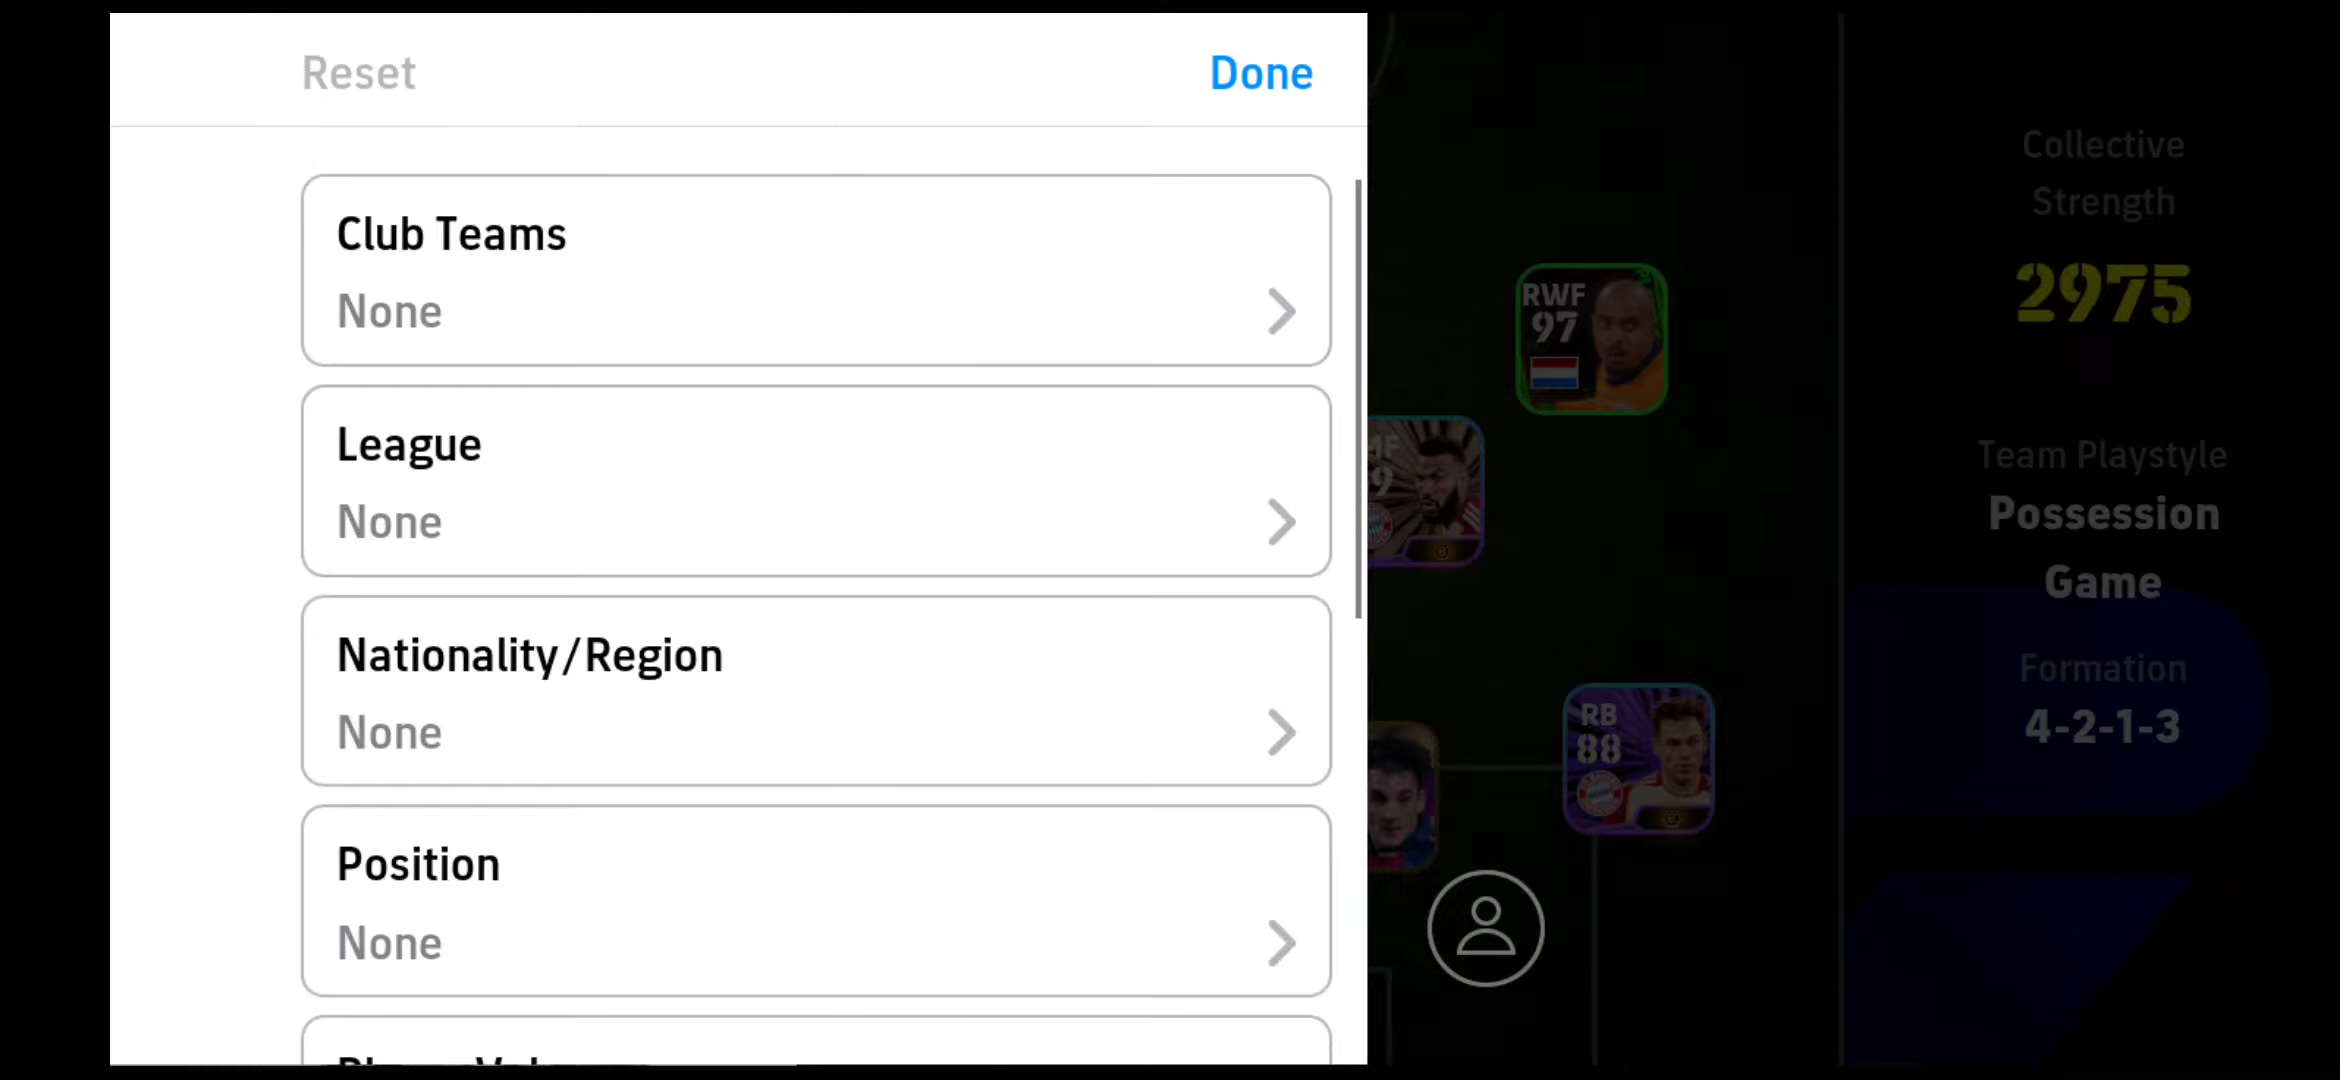 Reset
Done
Club Teams
None
League
None
Nationality/Region
None
Position
None
RWF
97
RB
88
Collective
Strength
2975
Team Playstyle
Possession
Game
Formation
4-2-1-3